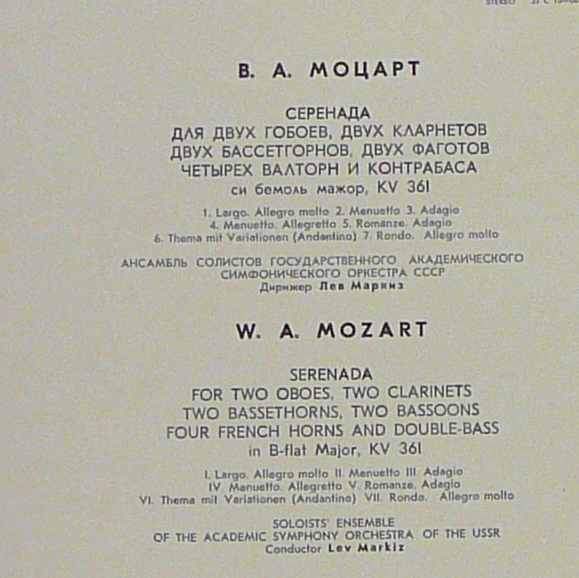 STEREO
В. А. МОЦАРТ
СЕРЕНАДА
ДЛЯ ДВУХ ГОБОЕВ, ДВУХ КЛАРНЕТОВ
ДВУХ БАССЕТГОРНОВ, ДВУХ ФАГОТОВ
ЧЕТЫРЕХ ВАЛТОРН И КОНТРАБАСА
си бемоль мажор, KV 361
1. Largo. Allegro molto 2. Menuetto 3. Adagio
4. Menuetto. Allegretto 5. Romanze. Adagio
6. Thema mit Variationen (Andantino) 7. Rondo. Allegro molto
АНСАМБЛЬ СОЛИСТОВ ГОСУДАРСТВЕННОГО АКАДЕМИЧЕСКОГО
СИМФОНИЧЕСКОГО ОРКЕСТРА СССР
Дирижер Лев Маркиз
W. A. MOZART
SERENADA
FOR TWO OBOES, TWO CLARINETS
TWO BASSETHORNS, TWO BASSOONS
FOUR FRENCH HORNS AND DOUBLE-BASS
in B-flat Major, KV 361
I. Largo. Allegro molto II. Menuetto III. Adagio
IV. Menuetto. Allegretto V. Romanze. Adagio
VI. Thema mit Variationen (Andantino) VII. Rondo. Allegro molto
SOLOISTS' ENSEMBLE
OF THE ACADEMIC SYMPHONY ORCHESTRA OF THE USSR
Conductor Lev Markiz